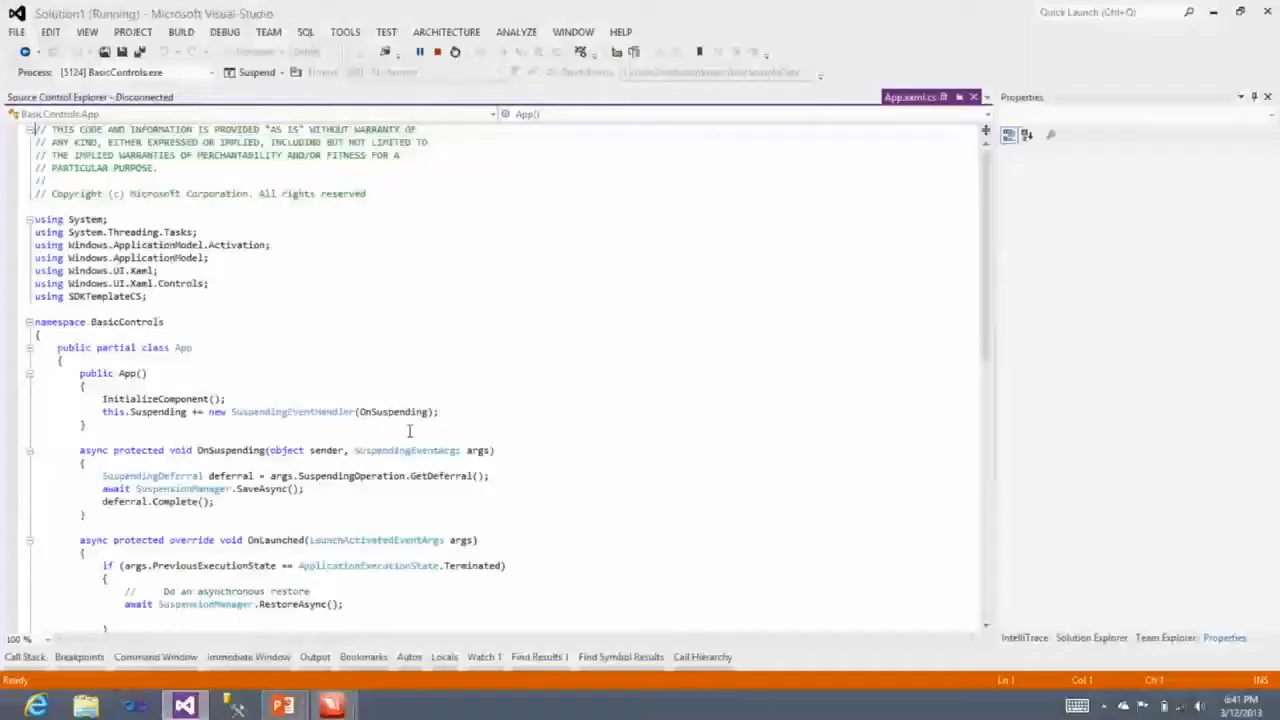 Solution1 (Running) - Microsoft Visual Studio
Quick Launch (Ctrl+Q)
FILE EDIT VIEW PROJECT BUILD DEBUG TEAM SQL TOOLS TEST ARCHITECTURE ANALYZE WINDOW HELP
Process: [5124] BasicControls.exe Suspend
Source Control Explorer - Disconnected App.xaml.cs Properties
BasicControls.App App()
// THIS CODE AND INFORMATION IS PROVIDED "AS IS" WITHOUT WARRANTY OF
// ANY KIND, EITHER EXPRESSED OR IMPLIED, INCLUDING BUT NOT LIMITED TO
// THE IMPLIED WARRANTIES OF MERCHANTABILITY AND/OR FITNESS FOR A
// PARTICULAR PURPOSE.
//
// Copyright (c) Microsoft Corporation. All rights reserved
using System;
using System.Threading.Tasks;
using Windows.ApplicationModel.Activation;
using Windows.ApplicationModel;
using Windows.UI.Xaml;
using Windows.UI.Xaml.Controls;
using SDKTemplateCS;
namespace BasicControls
{
public partial class App
{
public App()
{
InitializeComponent();
this.Suspending += new SuspendingEventHandler(OnSuspending);
}
async protected void OnSuspending(object sender, SuspendingEventArgs args)
{
SuspendingDeferral deferral = args.SuspendingOperation.GetDeferral();
await SuspensionManager.SaveAsync();
deferral.Complete();
}
async protected override void OnLaunched(LaunchActivatedEventArgs args)
{
if (args.PreviousExecutionState == ApplicationExecutionState.Terminated)
{
// Do an asynchronous restore
await SuspensionManager.RestoreAsync();
}
100 %
IntelliTrace Solution Explorer Team Explorer Properties
Call Stack Breakpoints Command Window Immediate Window Output Bookmarks Autos Locals Watch 1 Find Results 1 Find Symbol Results Call Hierarchy
Ready Ln 1 Col 1 Ch 1 INS
6:41 PM
3/12/2013